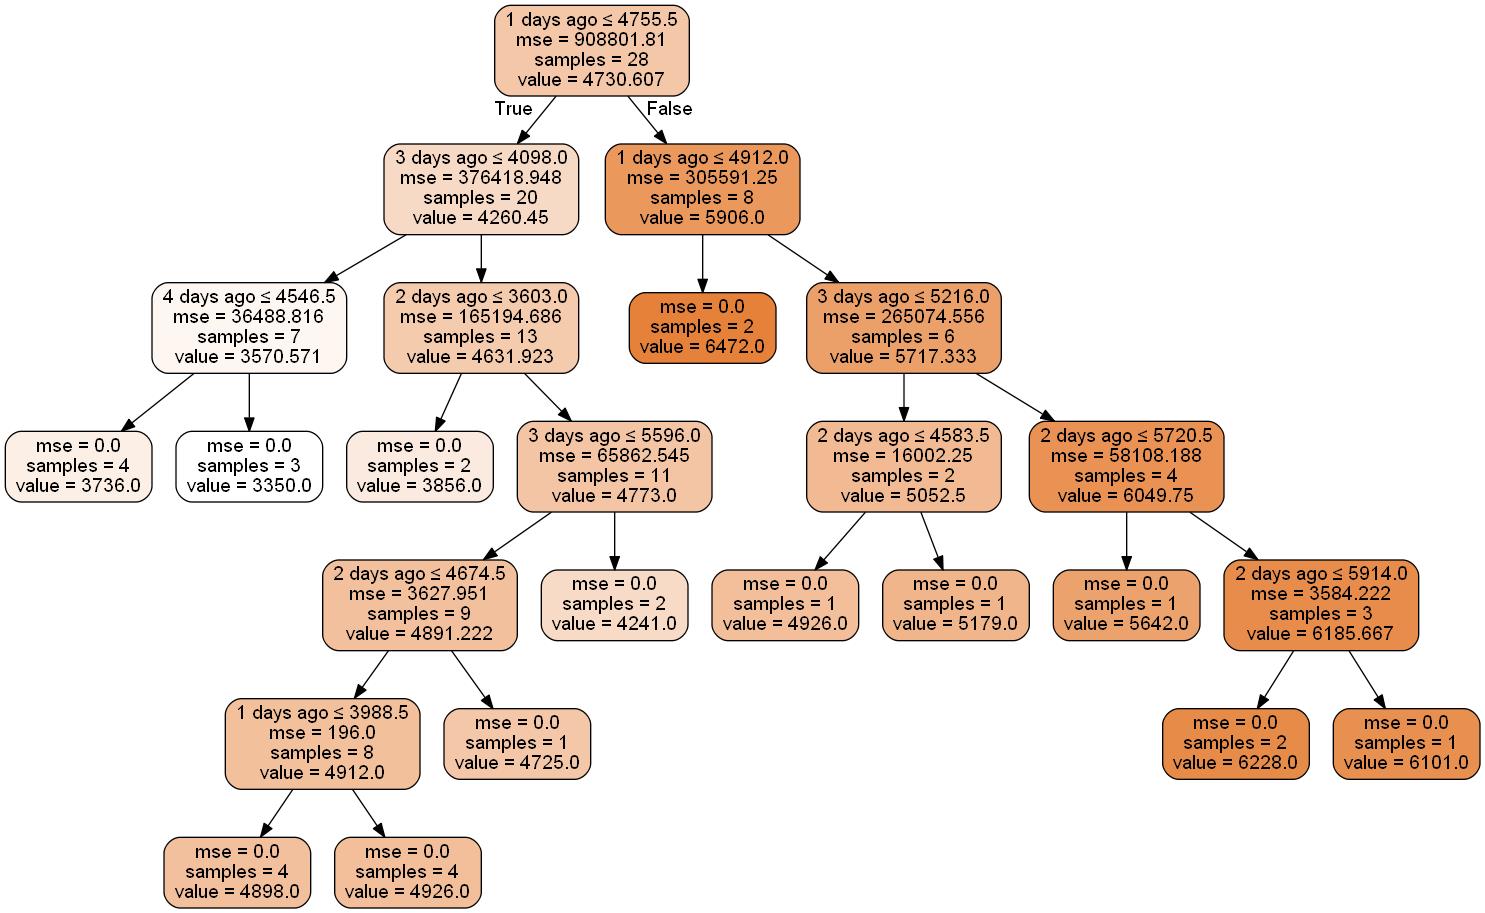 1 days ago ≤ 4755.5
mse = 908801.81
samples = 28
value = 4730.607
True
False
3 days ago ≤ 4098.0
mse = 376418.948
samples = 20
value = 4260.45
1 days ago ≤ 4912.0
mse = 305591.25
samples = 8
value = 5906.0
4 days ago ≤ 4546.5
mse = 36488.816
samples = 7
value = 3570.571
2 days ago ≤ 3603.0
mse = 165194.686
samples = 13
value = 4631.923
mse = 0.0
samples = 2
value = 6472.0
3 days ago ≤ 5216.0
mse = 265074.556
samples = 6
value = 5717.333
mse = 0.0
samples = 4
value = 3736.0
mse = 0.0
samples = 3
value = 3350.0
mse = 0.0
samples = 2
value = 3856.0
3 days ago ≤ 5596.0
mse = 65862.545
samples = 11
value = 4773.0
2 days ago ≤ 4583.5
mse = 16002.25
samples = 2
value = 5052.5
2 days ago ≤ 5720.5
mse = 58108.188
samples = 4
value = 6049.75
2 days ago ≤ 4674.5
mse = 3627.951
samples = 9
value = 4891.222
mse = 0.0
samples = 2
value = 4241.0
mse = 0.0
samples = 1
value = 4926.0
mse = 0.0
samples = 1
value = 5179.0
mse = 0.0
samples = 1
value = 5642.0
2 days ago ≤ 5914.0
mse = 3584.222
samples = 3
value = 6185.667
1 days ago ≤ 3988.5
mse = 196.0
samples = 8
value = 4912.0
mse = 0.0
samples = 1
value = 4725.0
mse = 0.0
samples = 2
value = 6228.0
mse = 0.0
samples = 1
value = 6101.0
mse = 0.0
samples = 4
value = 4898.0
mse = 0.0
samples = 4
value = 4926.0